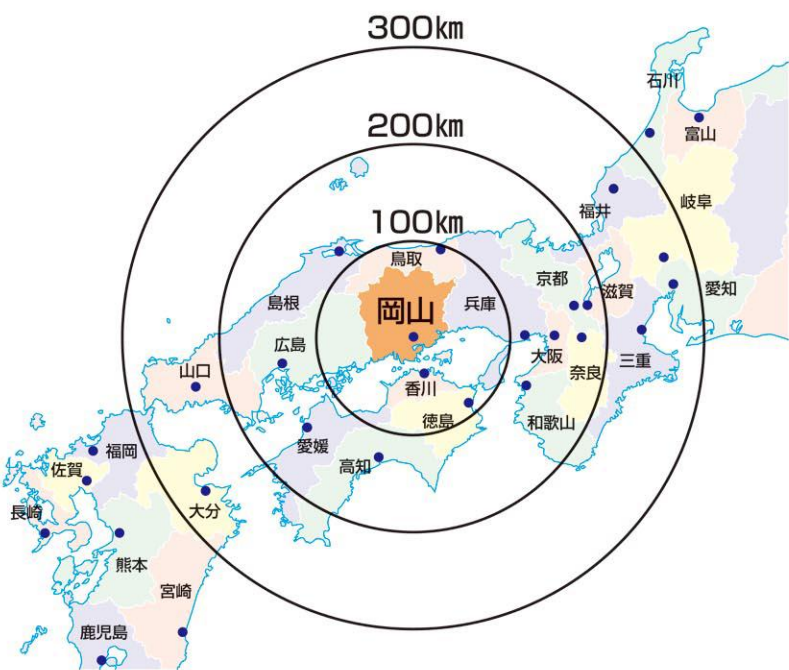 300km
200km
100km
石川
富山
福井
岐阜
鳥取
京都
滋賀
愛知
島根
岡山
兵庫
広島
大阪
三重
奈良
山口
香川
和歌山
徳島
愛媛
高知
福岡
佐賀
長崎
大分
熊本
宮崎
鹿児島